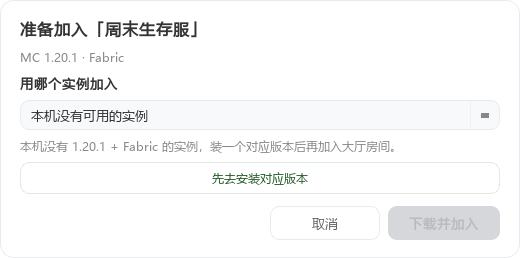 准备加入「周末生存服」
MC 1.20.1 · Fabric
用哪个实例加入
本机没有可用的实例
本机没有 1.20.1 + Fabric 的实例，装一个对应版本后再加入大厅房间。
先去安装对应版本
取消
下载并加入